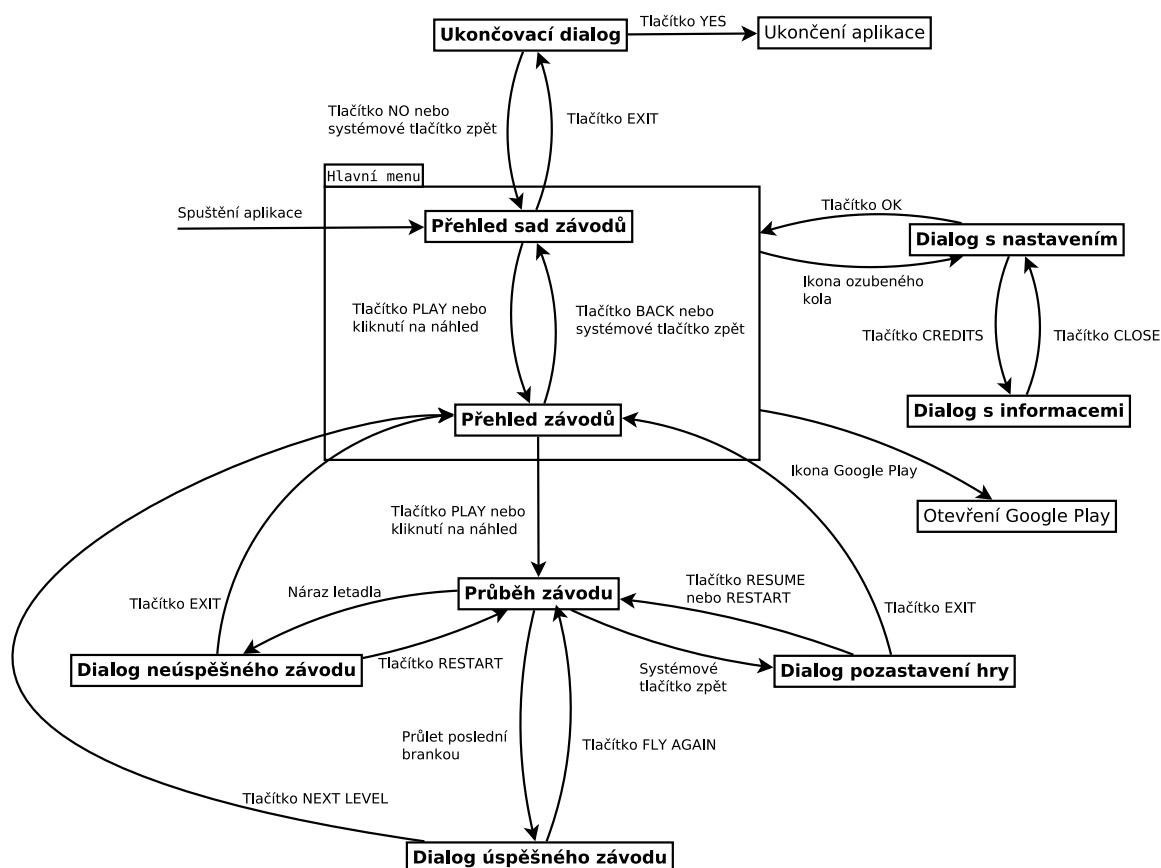 Ukončovací dialog
Tlačítko YES
Ukončení aplikace
Tlačítko NO nebo
systémové tlačítko zpět
Tlačítko EXIT
Hlavní menu
Spuštění aplikace
Přehled sad závodů
Tlačítko OK
Dialog s nastavením
Ikona ozubeného
kola
Tlačítko PLAY nebo
kliknutí na náhled
Tlačítko BACK nebo
systémové tlačítko zpět
Tlačítko CREDITS
Tlačítko CLOSE
Dialog s informacemi
Přehled závodů
Ikona Google Play
Otevření Google Play
Tlačítko PLAY nebo
kliknutí na náhled
Průběh závodu
Náraz letadla
Tlačítko RESUME
nebo RESTART
Tlačítko EXIT
Tlačítko EXIT
Dialog neúspěšného závodu
Tlačítko RESTART
Systémové
tlačítko zpět
Dialog pozastavení hry
Průlet poslední
brankou
Tlačítko FLY AGAIN
Tlačítko NEXT LEVEL
Dialog úspěšného závodu